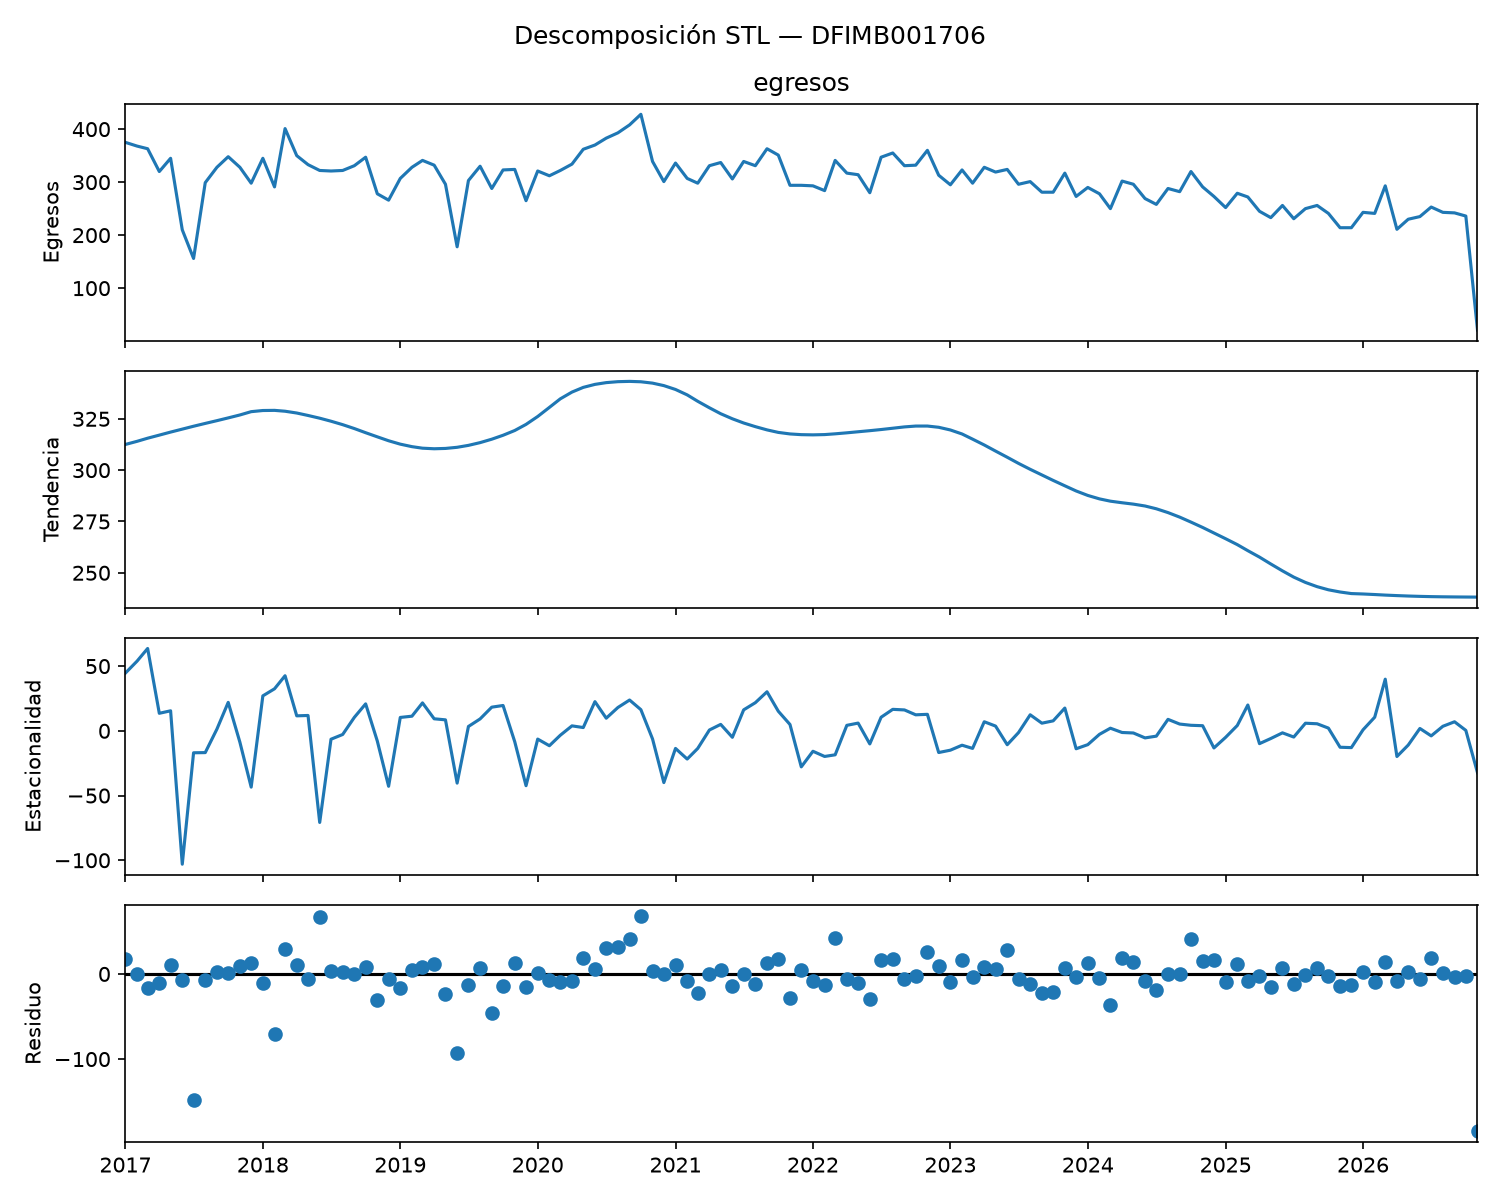 Descomposición STL — DFIMB001706
egresos
Egresos
400
300
200
100
Tendencia
325
300
275
250
Estacionalidad
50
0
−50
−100
Residuo
0
−100
2017 2018 2019 2020 2021 2022 2023 2024 2025 2026